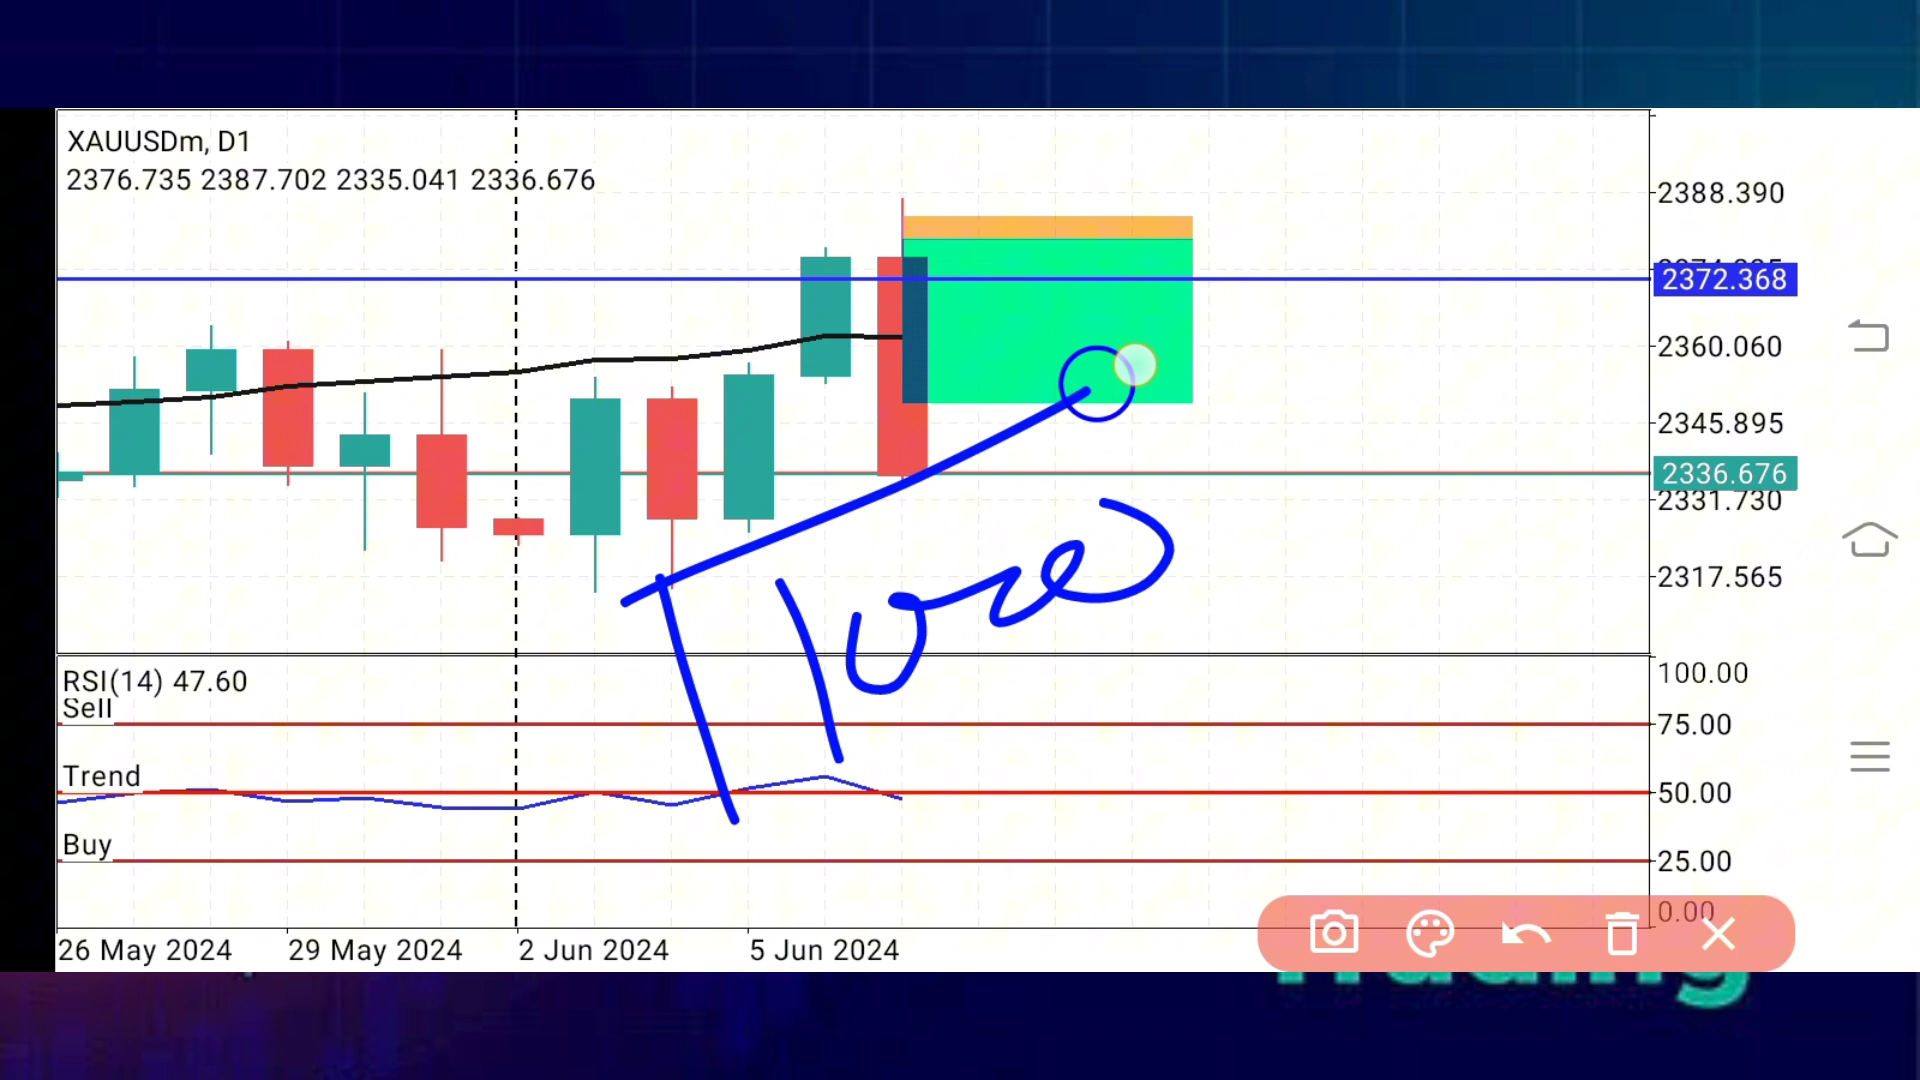 XAUUSDm, D1
2376.735 2387.702 2335.041 2336.676
2388.390
2372.368
2360.060
2345.895
2336.676
2331.730
2317.565
RSI(14) 47.60
Sell
Trend
Buy
100.00
75.00
50.00
25.00
0.00
26 May 2024
29 May 2024
2 Jun 2024
5 Jun 2024